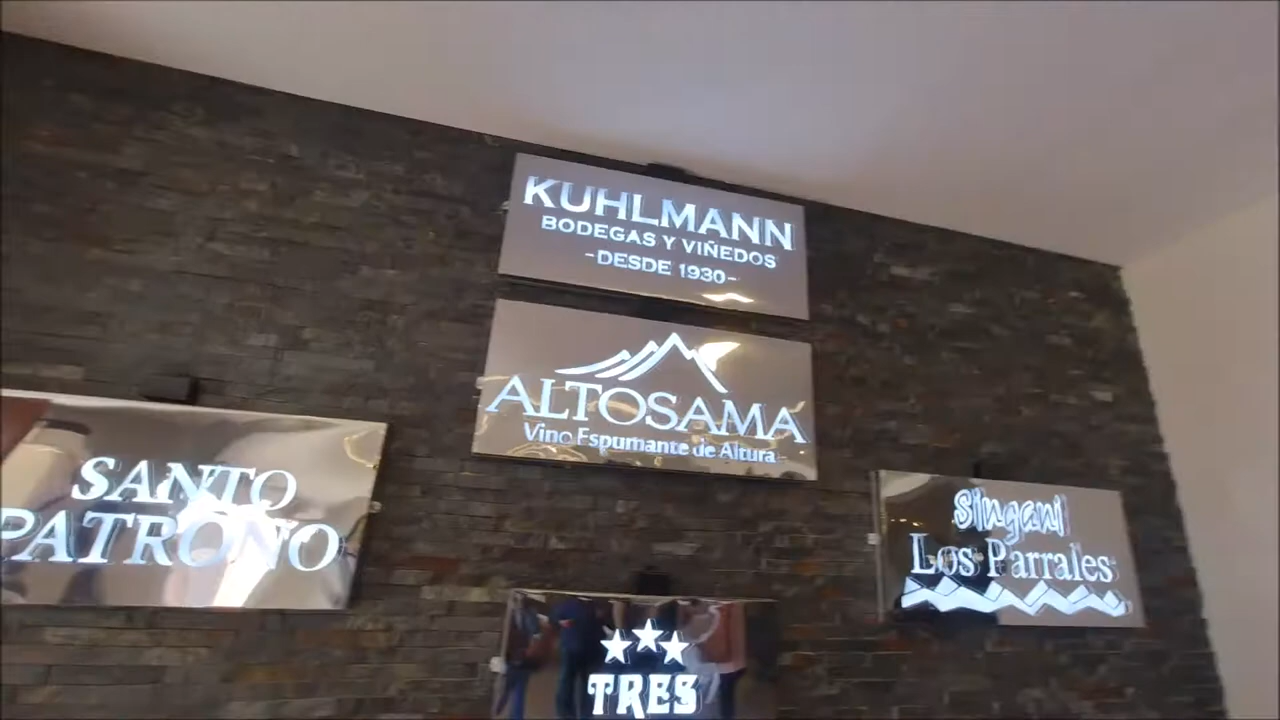 KUHLMANN
BODEGAS Y VIÑEDOS
-DESDE 1930-
ALTOSAMA
Vino Espumante de Altura
SANTO
PATRONO
Singani
Los Parrales
TRES